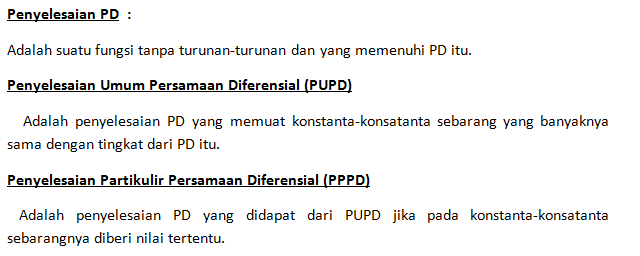 Penyelesaian PD :
Adalah suatu fungsi tanpa turunan-turunan dan yang memenuhi PD itu.
Penyelesaian Umum Persamaan Diferensial (PUPD)
Adalah penyelesaian PD yang memuat konstanta-konsatanta sebarang yang banyaknya
sama dengan tingkat dari PD itu.
Penyelesaian Partikulir Persamaan Diferensial (PPPD)
Adalah penyelesaian PD yang didapat dari PUPD jika pada konstanta-konsatanta
sebarangnya diberi nilai tertentu.